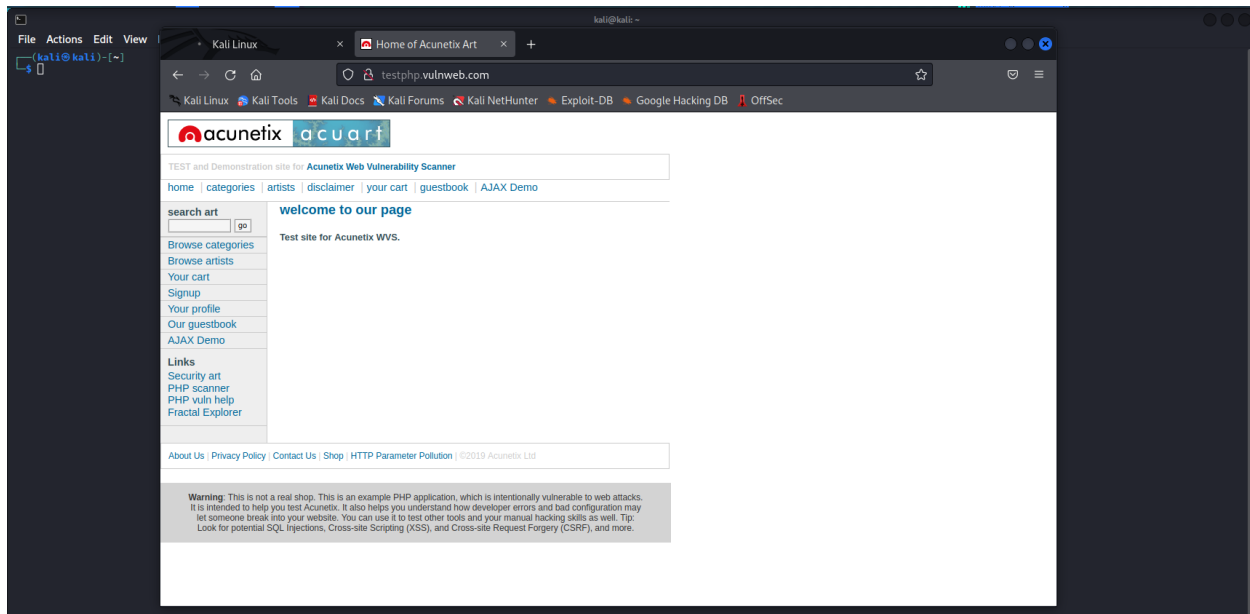 kali@kali: ~
File Actions Edit View
(kali㉿kali)-[~]
$
Kali Linux × Home of Acunetix Art × +
testphp.vulnweb.com
Kali Linux Kali Tools Kali Docs Kali Forums Kali NetHunter Exploit-DB Google Hacking DB OffSec
acunetix acuart
TEST and Demonstration site for Acunetix Web Vulnerability Scanner
home | categories | artists | disclaimer | your cart | guestbook | AJAX Demo
search art
go
Browse categories
Browse artists
Your cart
Signup
Your profile
Our guestbook
AJAX Demo
Links
Security art
PHP scanner
PHP vuln help
Fractal Explorer
welcome to our page
Test site for Acunetix WVS.
About Us | Privacy Policy | Contact Us | Shop | HTTP Parameter Pollution | ©2019 Acunetix Ltd
Warning: This is not a real shop. This is an example PHP application, which is intentionally vulnerable to web attacks.
It is intended to help you test Acunetix. It also helps you understand how developer errors and bad configuration may
let someone break into your website. You can use it to test other tools and your manual hacking skills as well. Tip:
Look for potential SQL Injections, Cross-site Scripting (XSS), and Cross-site Request Forgery (CSRF), and more.